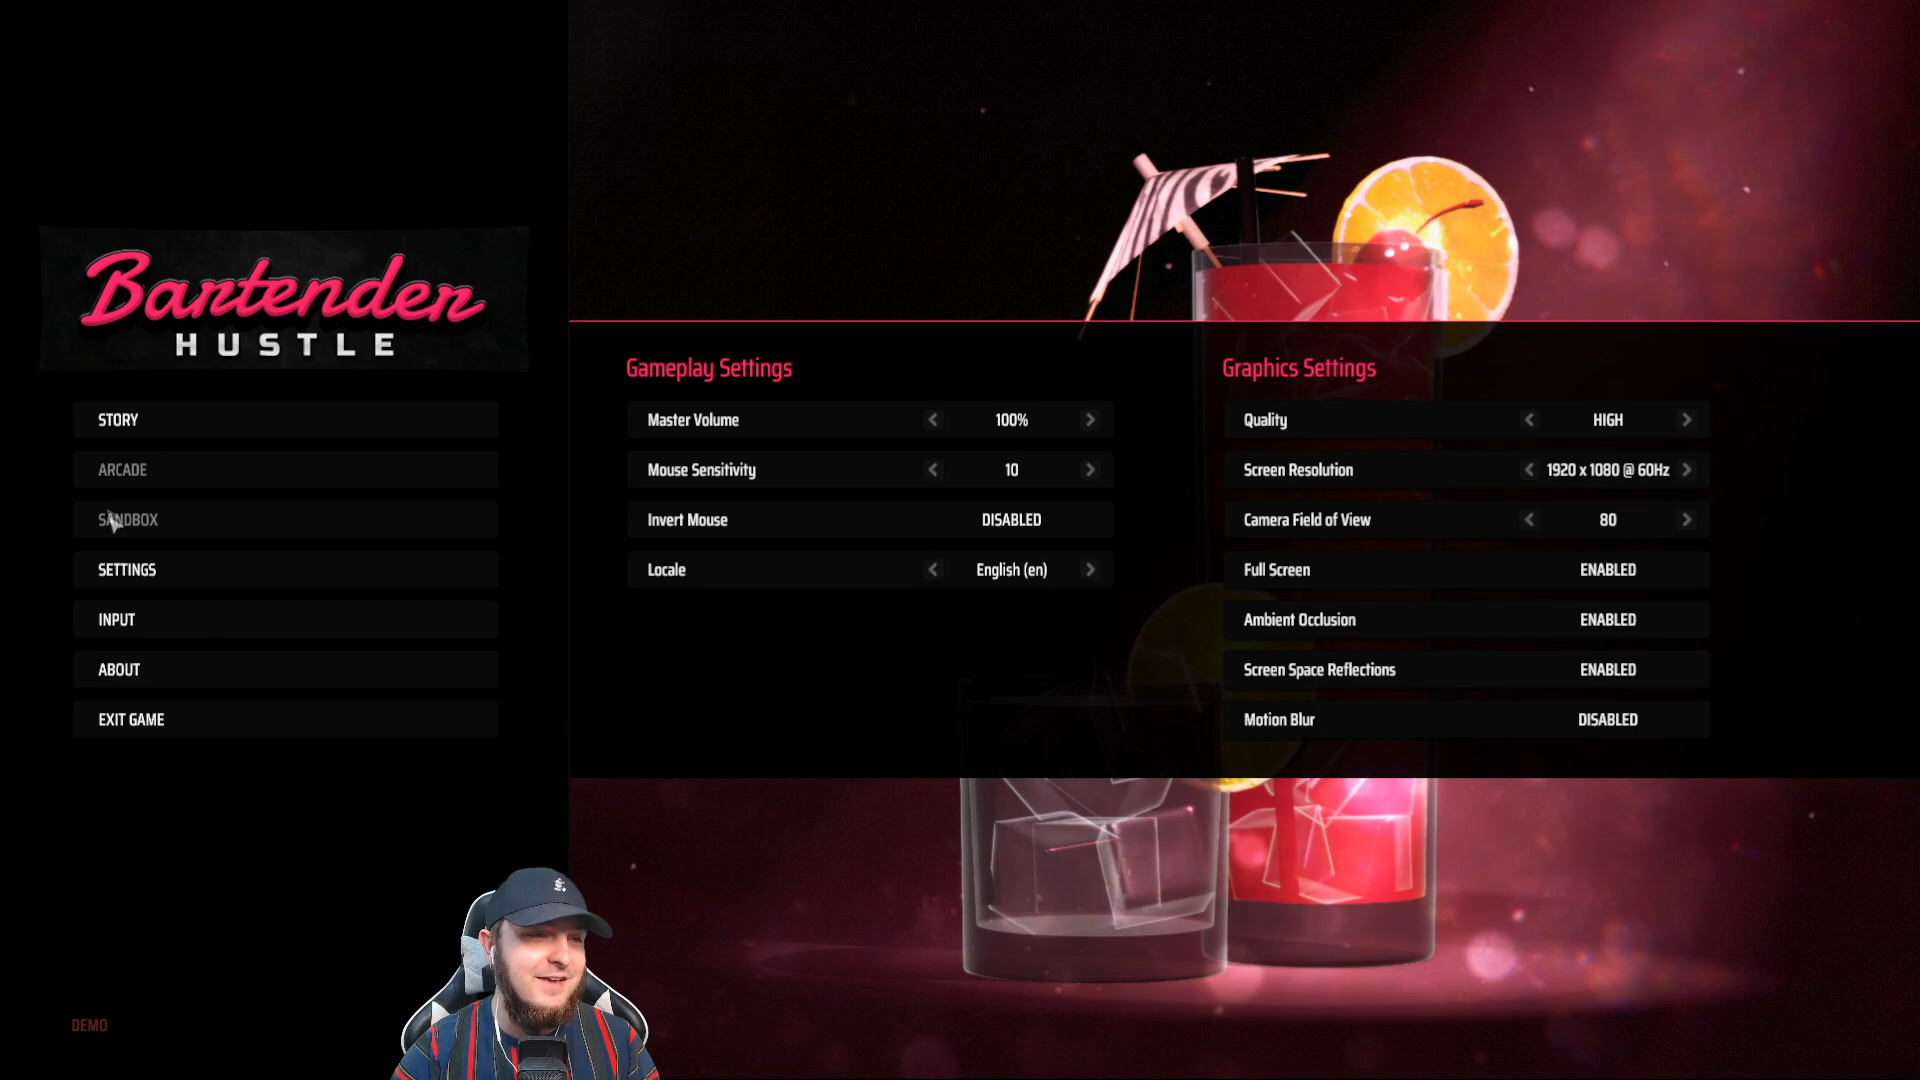 Bartender
HUSTLE
STORY
ARCADE
SANDBOX
SETTINGS
INPUT
ABOUT
EXIT GAME
DEMO
Gameplay Settings
Master Volume 100%
Mouse Sensitivity 10
Invert Mouse DISABLED
Locale English (en)
Graphics Settings
Quality HIGH
Screen Resolution 1920 x 1080 @ 60Hz
Camera Field of View 80
Full Screen ENABLED
Ambient Occlusion ENABLED
Screen Space Reflections ENABLED
Motion Blur DISABLED